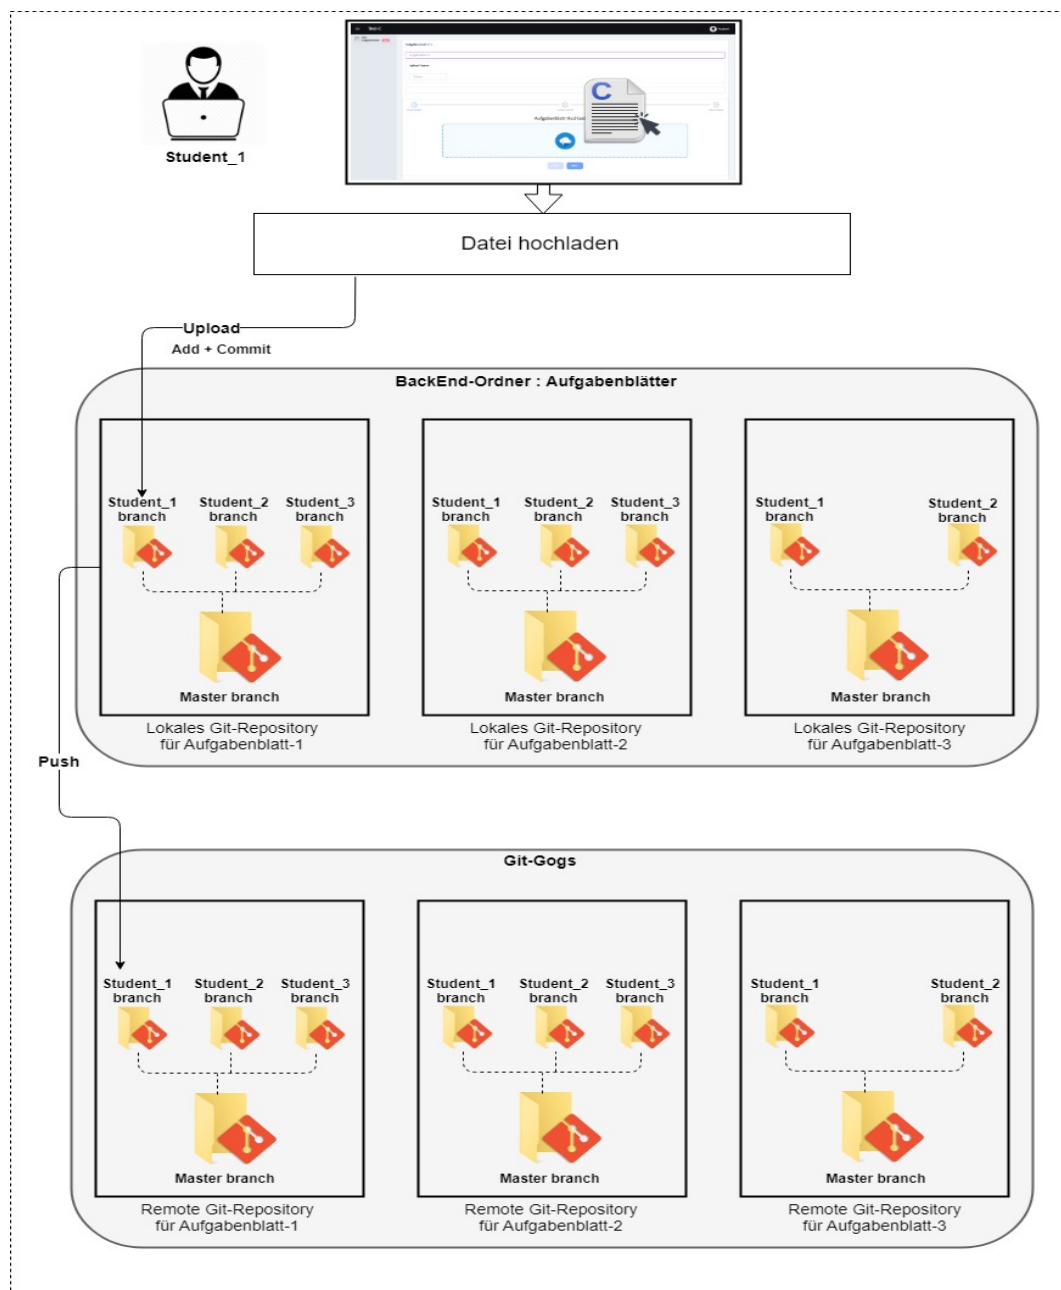 Student_1
C
Datei hochladen
Upload
Add + Commit
BackEnd-Ordner : Aufgabenblätter
Student_1 branch
Student_2 branch
Student_3 branch
Master branch
Lokales Git-Repository
für Aufgabenblatt-1
Student_1 branch
Student_2 branch
Student_3 branch
Master branch
Lokales Git-Repository
für Aufgabenblatt-2
Student_1 branch
Student_2 branch
Master branch
Lokales Git-Repository
für Aufgabenblatt-3
Push
Git-Gogs
Student_1 branch
Student_2 branch
Student_3 branch
Master branch
Remote Git-Repository
für Aufgabenblatt-1
Student_1 branch
Student_2 branch
Student_3 branch
Master branch
Remote Git-Repository
für Aufgabenblatt-2
Student_1 branch
Student_2 branch
Master branch
Remote Git-Repository
für Aufgabenblatt-3